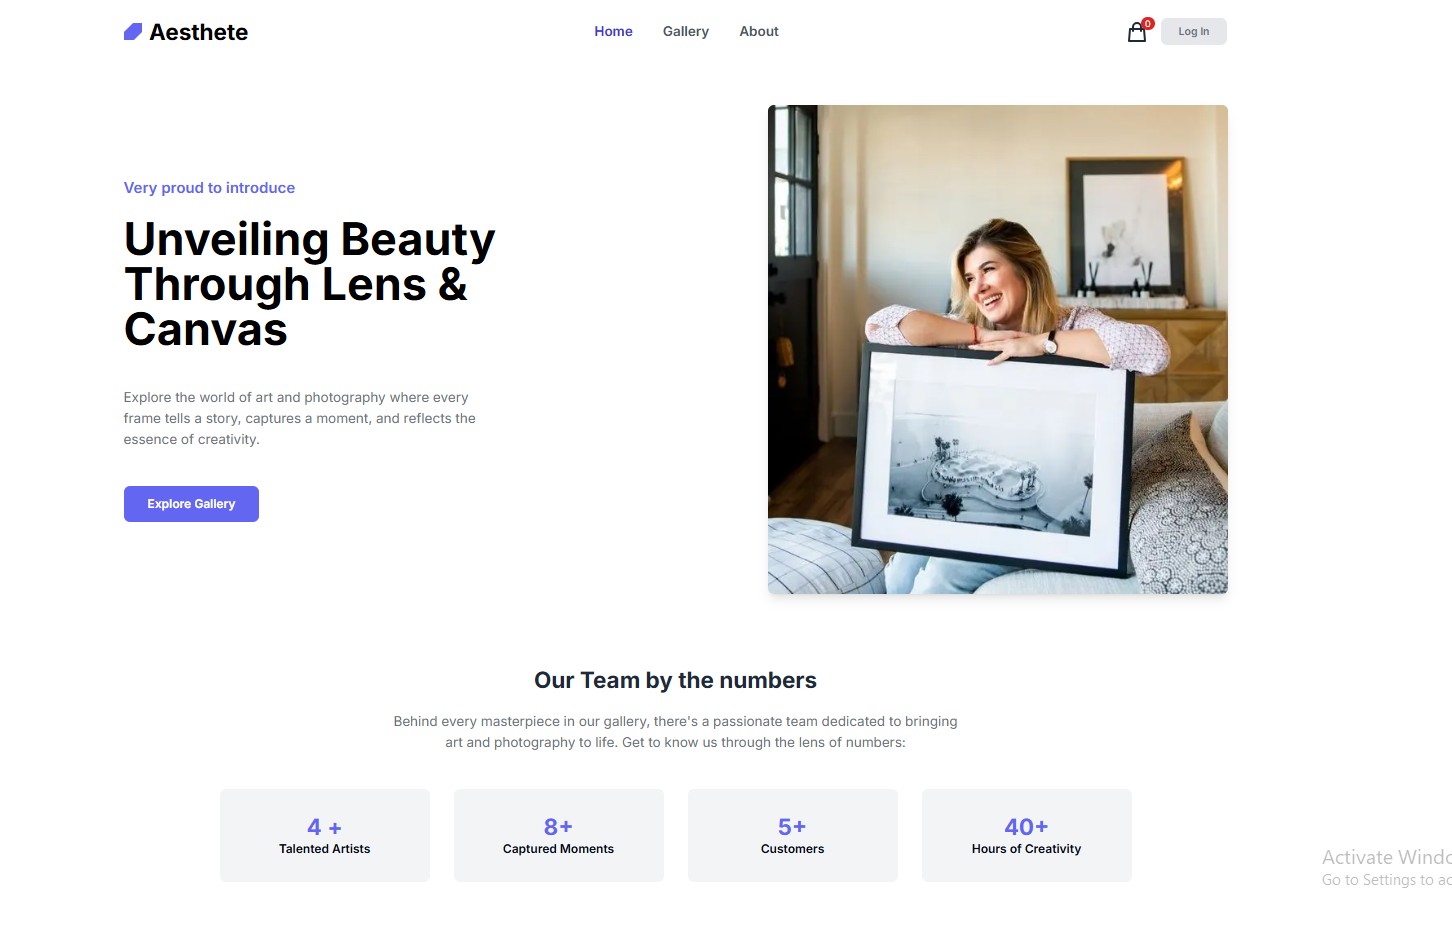 Aesthete
Home
Gallery
About
0
Log In
Very proud to introduce
Unveiling Beauty
Through Lens &
Canvas
Explore the world of art and photography where every
frame tells a story, captures a moment, and reflects the
essence of creativity.
Explore Gallery
Our Team by the numbers
Behind every masterpiece in our gallery, there's a passionate team dedicated to bringing
art and photography to life. Get to know us through the lens of numbers:
4 +
Talented Artists
8+
Captured Moments
5+
Customers
40+
Hours of Creativity
Activate
Go to Settings to